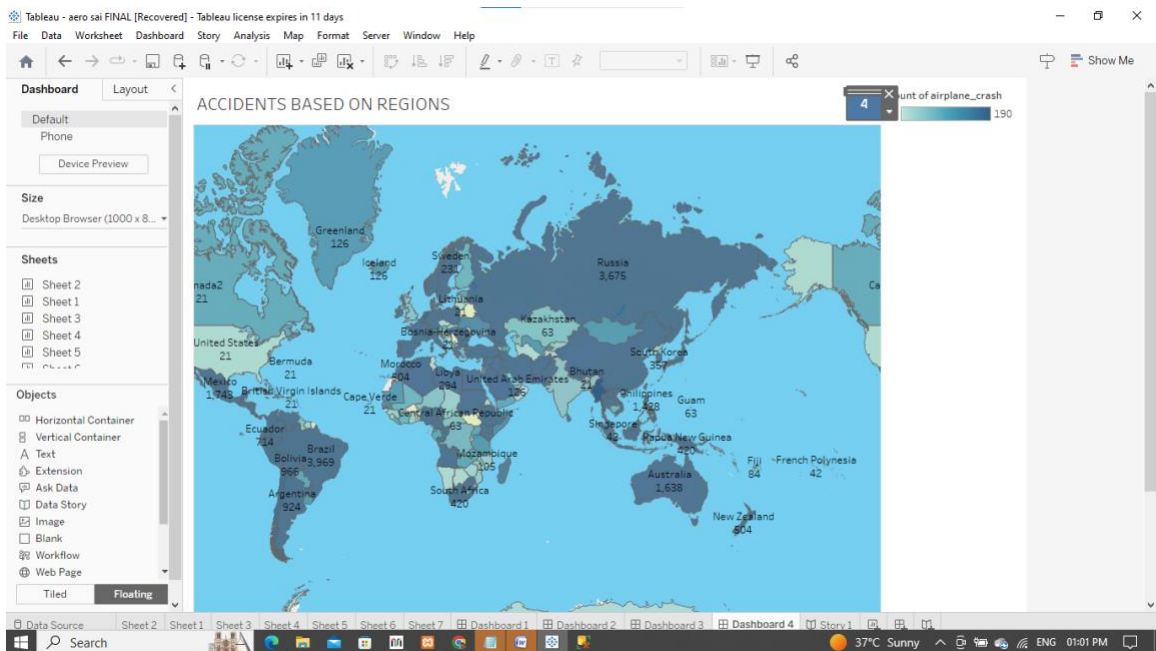 Tableau - aero sai FINAL [Recovered] - Tableau license expires in 11 days
File Data Worksheet Dashboard Story Analysis Map Format Server Window Help
Show Me
Dashboard Layout
Default
Phone
Device Preview
Size
Desktop Browser (1000 x 8...
Sheets
Sheet 2
Sheet 1
Sheet 3
Sheet 4
Sheet 5
Objects
Horizontal Container
Vertical Container
Text
Extension
Ask Data
Data Story
Image
Blank
Workflow
Web Page
Tiled Floating
ACCIDENTS BASED ON REGIONS
4
unt of airplane_crash
190
Greenland
126
Iceland
126
Sweden
231
Russia
3,675
nada2
21
Ca
Lithuania
Kazakhstan
63
Bosnia-Herzegovina
United States
21
South Korea
357
Bermuda
21
Morocco
504
Libya
294
United Arab Emirates
126
Bhutan
21
Mexico
1,743
British Virgin Islands
21
Cape Verde
21
Philippines
1,428
Guam
63
Central African Republic
63
Ecuador
714
Singapore
42
Papua New Guinea
420
Brazil
3,969
Bolivia
966
Mozambique
105
Fiji
84
French Polynesia
42
Argentina
924
South Africa
420
Australia
1,638
New Zealand
504
Data Source Sheet 2 Sheet 1 Sheet 3 Sheet 4 Sheet 5 Sheet 6 Sheet 7 Dashboard 1 Dashboard 2 Dashboard 3 Dashboard 4 Story 1
Search
37°C Sunny ENG 01:01 PM